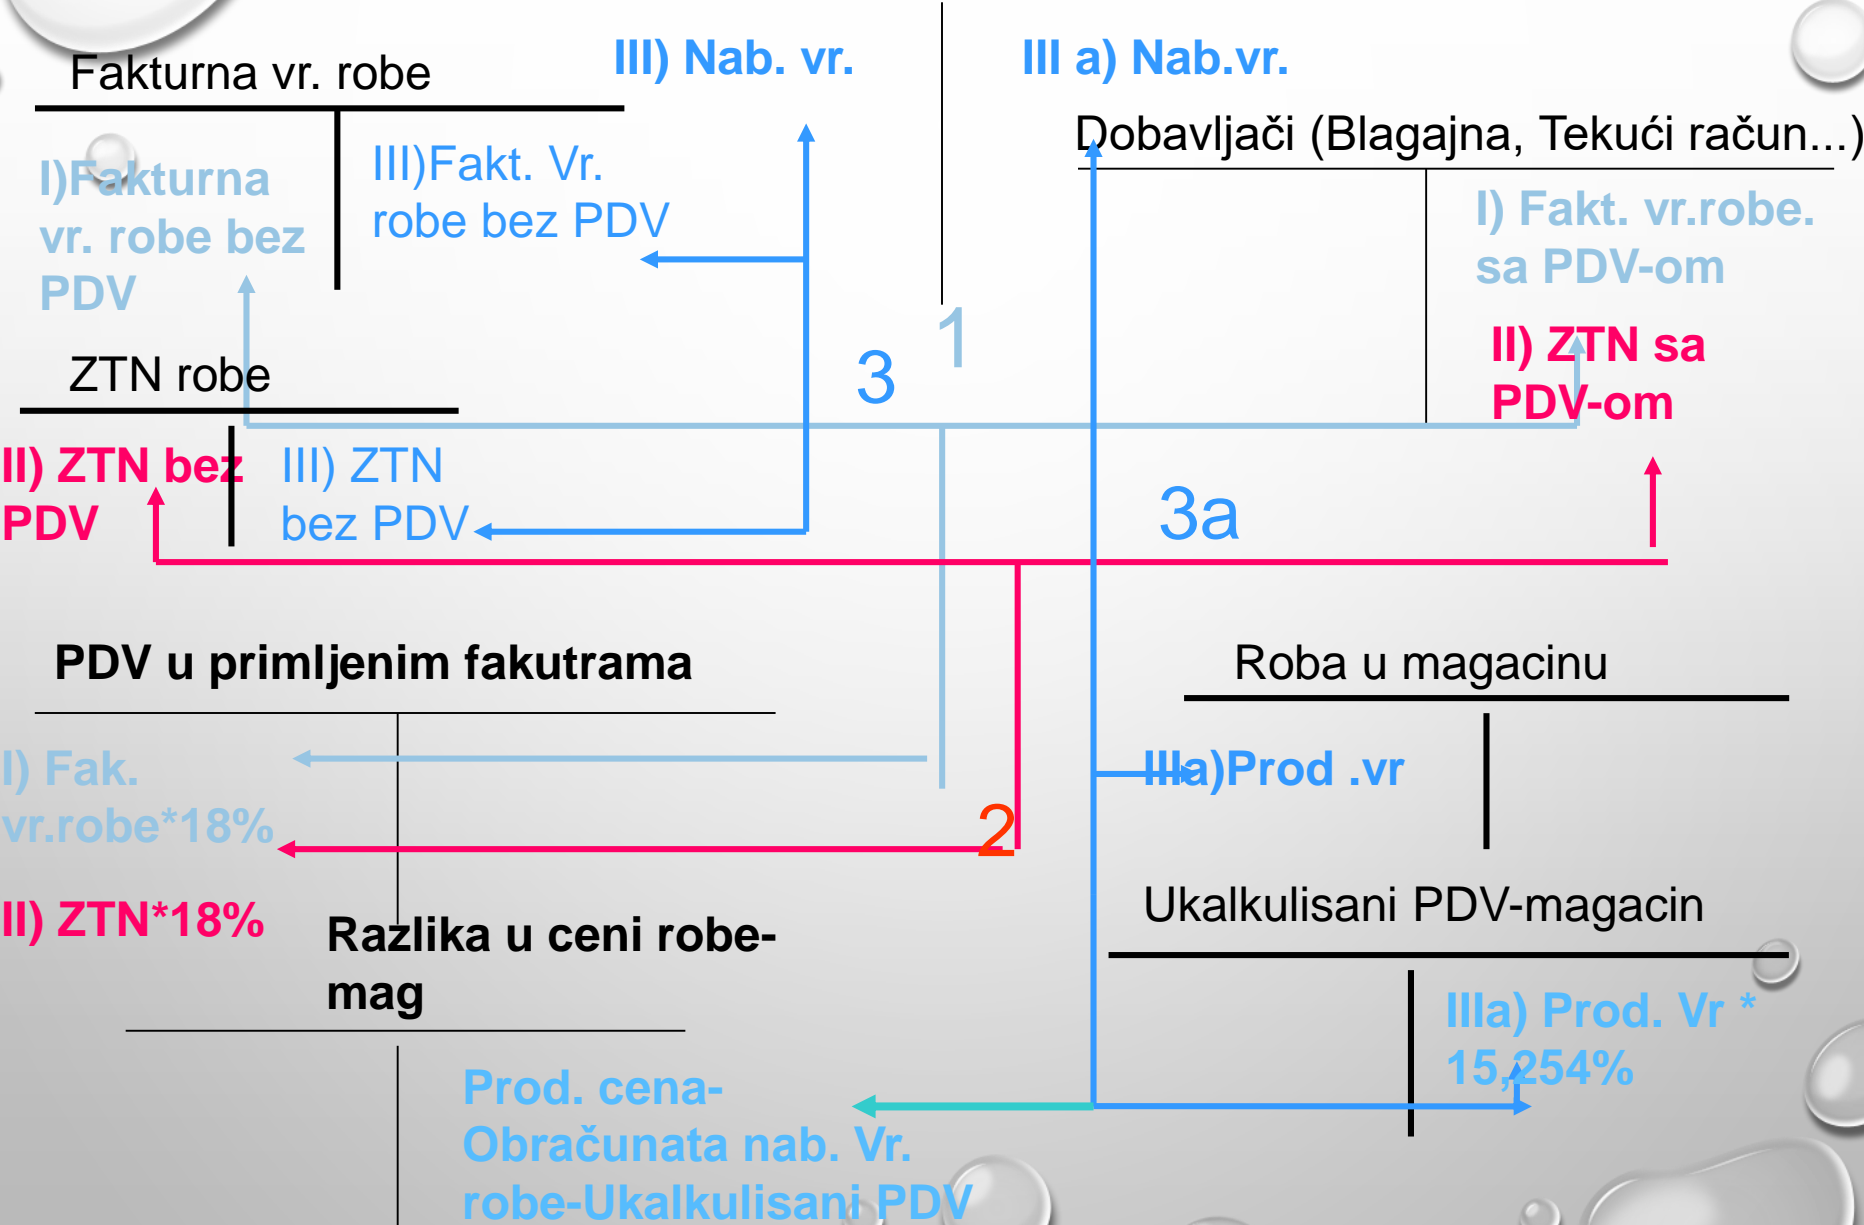 III) Nab. vr.
III a) Nab.vr.
Fakturna vr. robe
I)Fakturna
vr. robe bez
PDV
III)Fakt. Vr.
robe bez PDV
Dobavljači (Blagajna, Tekući račun...)
I) Fakt. vr.robe.
sa PDV-om
II) ZTN sa
PDV-om
1
3
ZTN robe
II) ZTN bez
PDV
III) ZTN
bez PDV
3a
PDV u primljenim fakutrama
I) Fak.
vr.robe*18%
II) ZTN*18%
2
Roba u magacinu
IIIa)Prod .vr
Ukalkulisani PDV-magacin
IIIa) Prod. Vr *
15,254%
Razlika u ceni robe-
mag
Prod. cena-
Obračunata nab. Vr.
robe-Ukalkulisani PDV